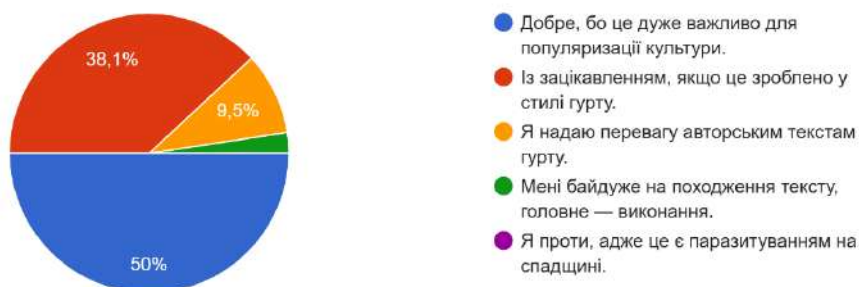 38,1%
9,5%
50%
Добре, бо це дуже важливо для
популяризації культури.
Із зацікавленням, якщо це зроблено у
стилі гурту.
Я надаю перевагу авторським текстам
гурту.
Мені байдуже на походження тексту,
головне — виконання.
Я проти, адже це є паразитуванням на
спадщині.